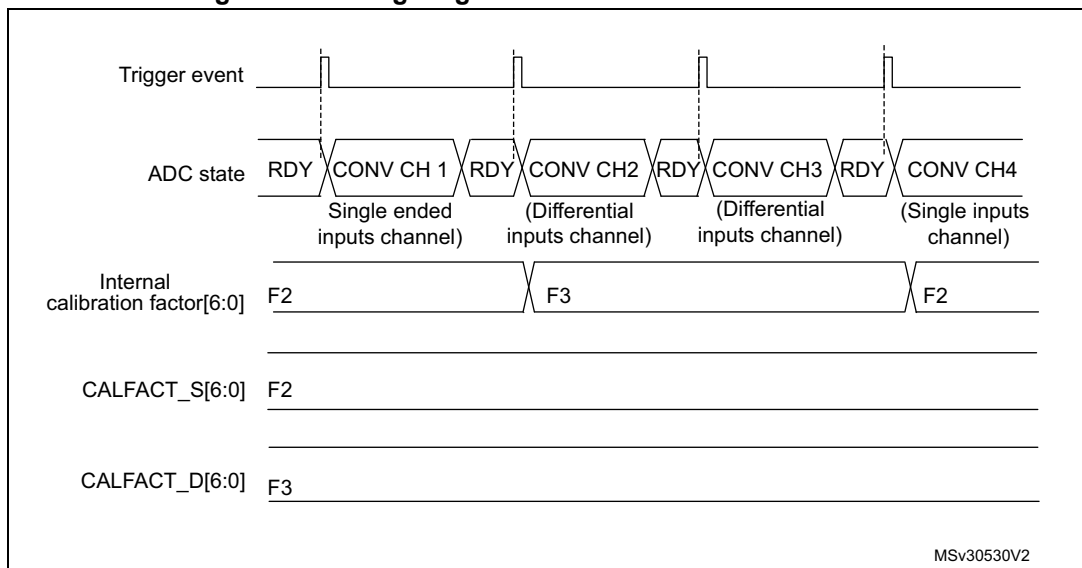 Trigger event
ADC state
RDY CONV CH 1 RDY CONV CH2 RDY CONV CH3 RDY CONV CH4
Single ended (Differential (Differential (Single inputs
inputs channel) inputs channel) inputs channel) channel)
Internal
calibration factor[6:0] F2 F3 F2
CALFACT_S[6:0] F2
CALFACT_D[6:0] F3
MSv30530V2